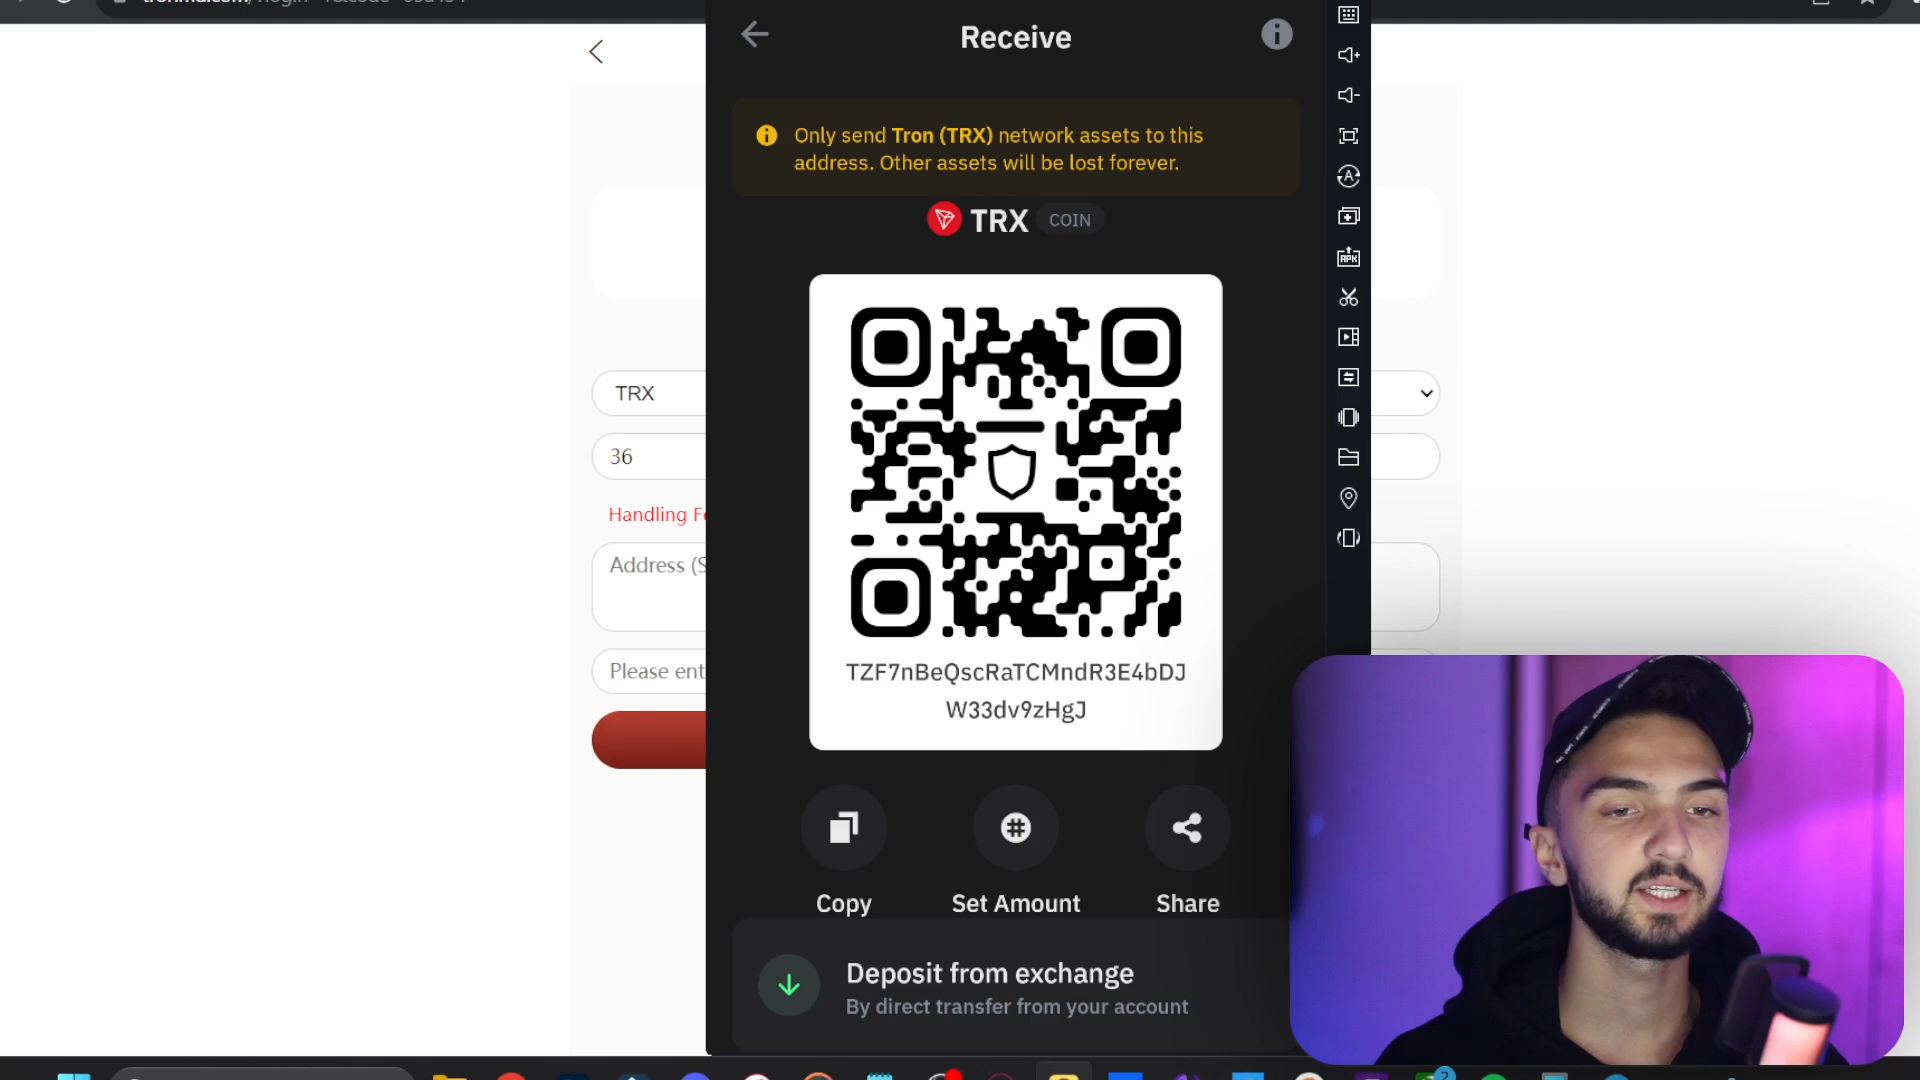 Receive
Only send Tron (TRX) network assets to this
address. Other assets will be lost forever.
TRX COIN
TRX
36
Handling
Address
Please
TZF7nBeQscRaTCMndR3E4bDJ
W33dv9zHgJ
Copy
Set Amount
Share
Deposit from exchange
By direct transfer from your account
APK
2